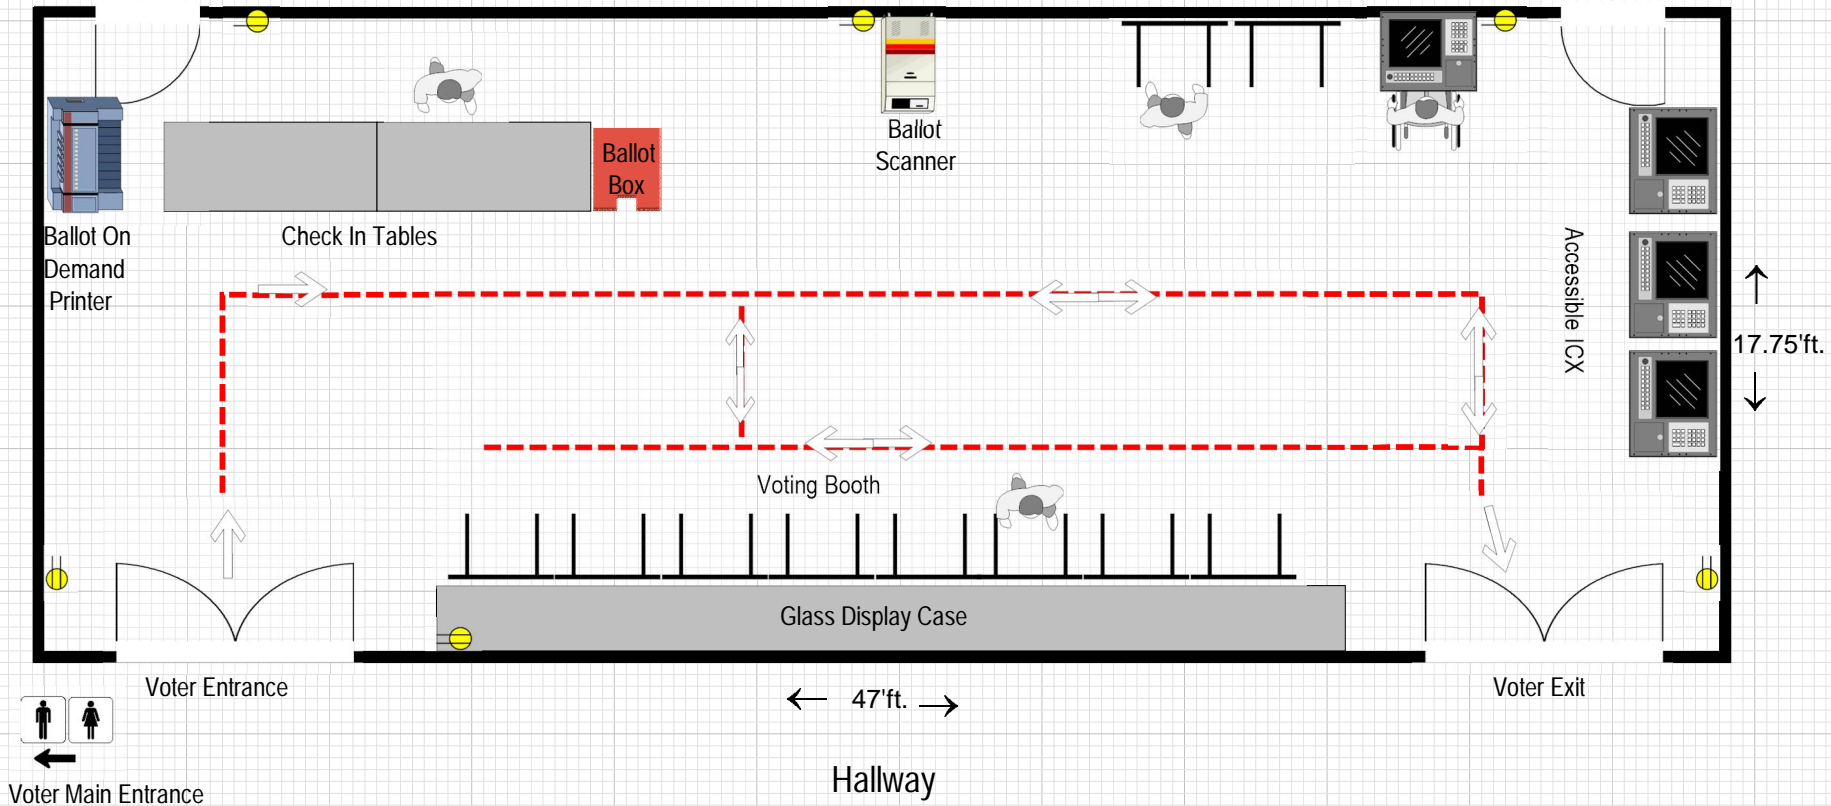 Ballot
Scanner
Ballot
Box
Ballot On
Demand
Printer
Check In Tables
Accessible ICX
17.75'ft.
Voting Booth
Glass Display Case
Voter Entrance
47'ft.
Voter Exit
Hallway
Voter Main Entrance